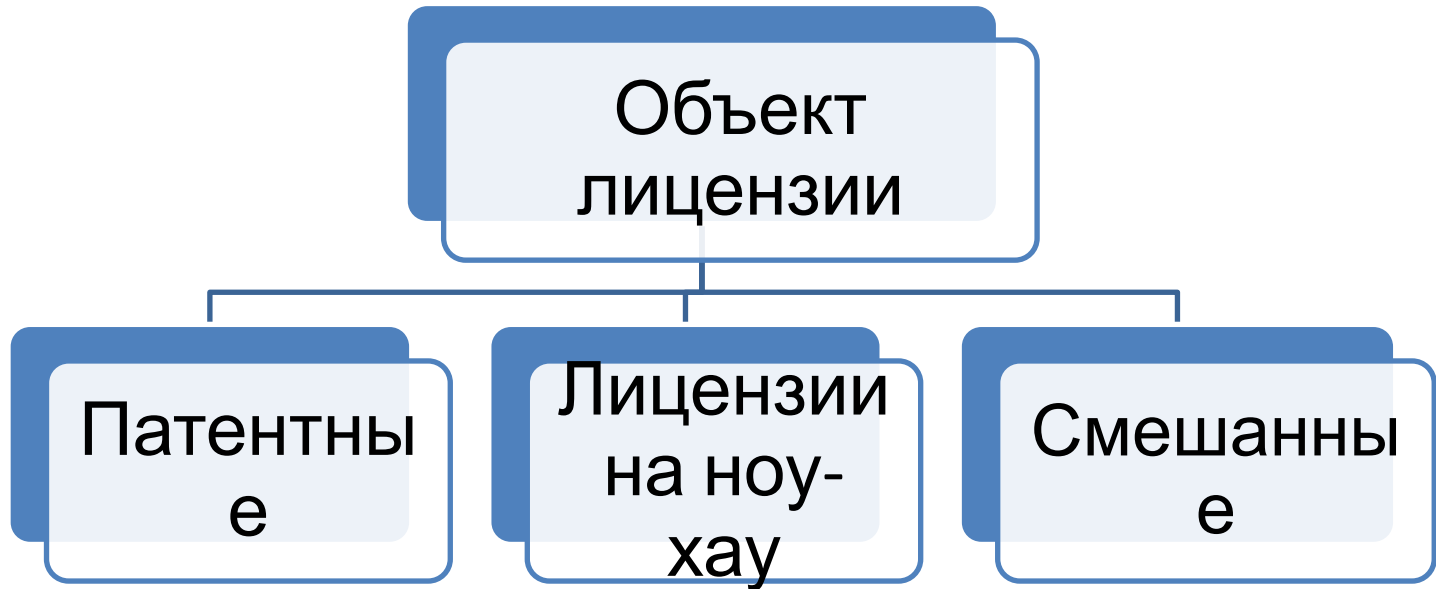 Объект
лицензии
Патентны
е
Лицензии
на ноу-
хау
Смешанны
е